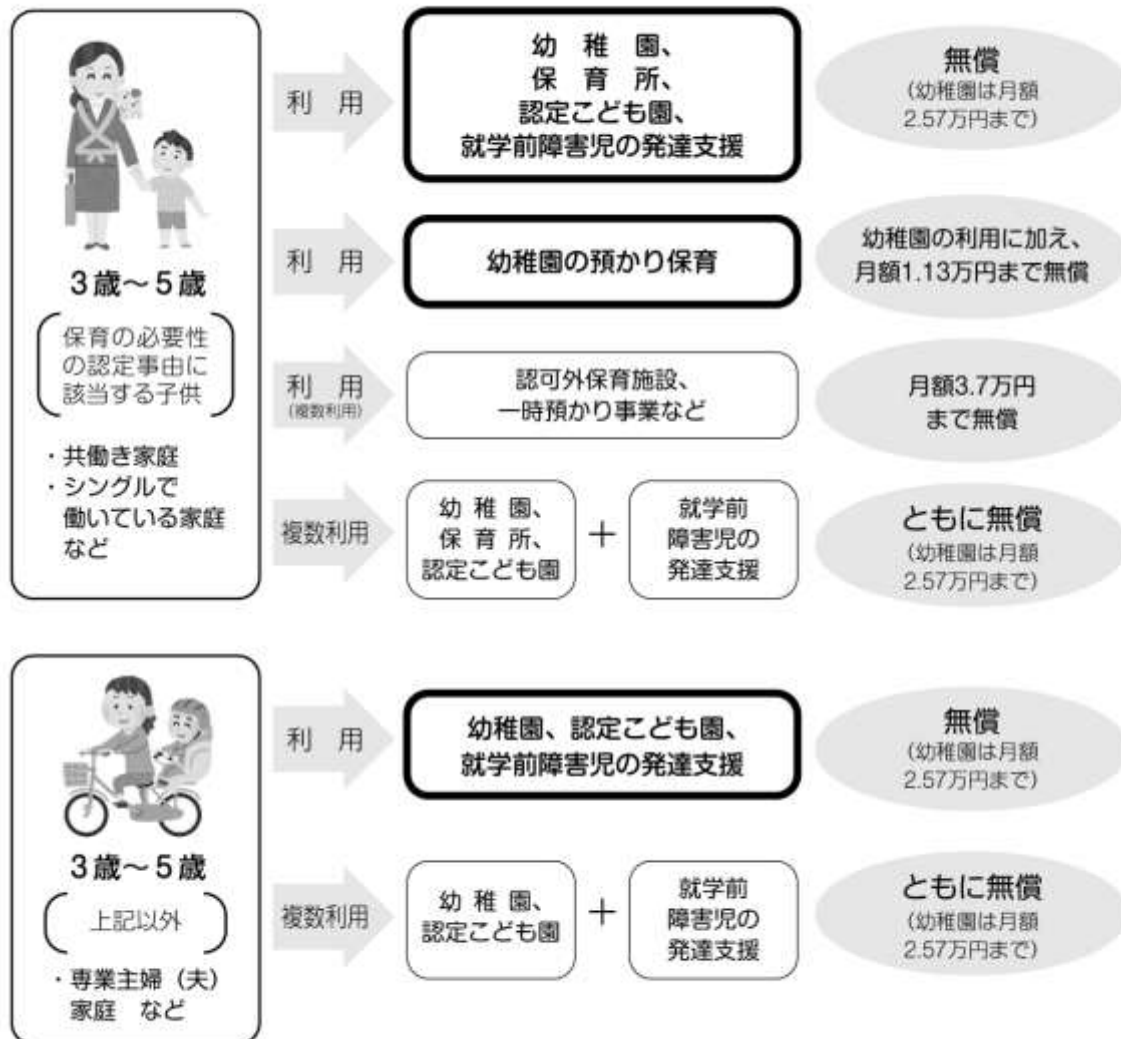 3歳～5歳
保育の必要性
の認定事由に
該当する子供
・共働き家庭
・シングルで
働いている家庭
など
利　用
幼　稚　園、
保　育　所、
認定こども園、
就学前障害児の発達支援
無償
(幼稚園は月額
2.57万円まで)
利　用
幼稚園の預かり保育
幼稚園の利用に加え、
月額1.13万円まで無償
利　用
(複数利用)
認可外保育施設、
一時預かり事業など
月額3.7万円
まで無償
複数利用
幼 稚 園、
保 育 所、
認定こども園
＋
就学前
障害児の
発達支援
ともに無償
(幼稚園は月額
2.57万円まで)
3歳～5歳
上記以外
・専業主婦（夫）
家庭　など
利　用
幼稚園、認定こども園、
就学前障害児の発達支援
無償
(幼稚園は月額
2.57万円まで)
複数利用
幼 稚 園、
認定こども園
＋
就学前
障害児の
発達支援
ともに無償
(幼稚園は月額
2.57万円まで)